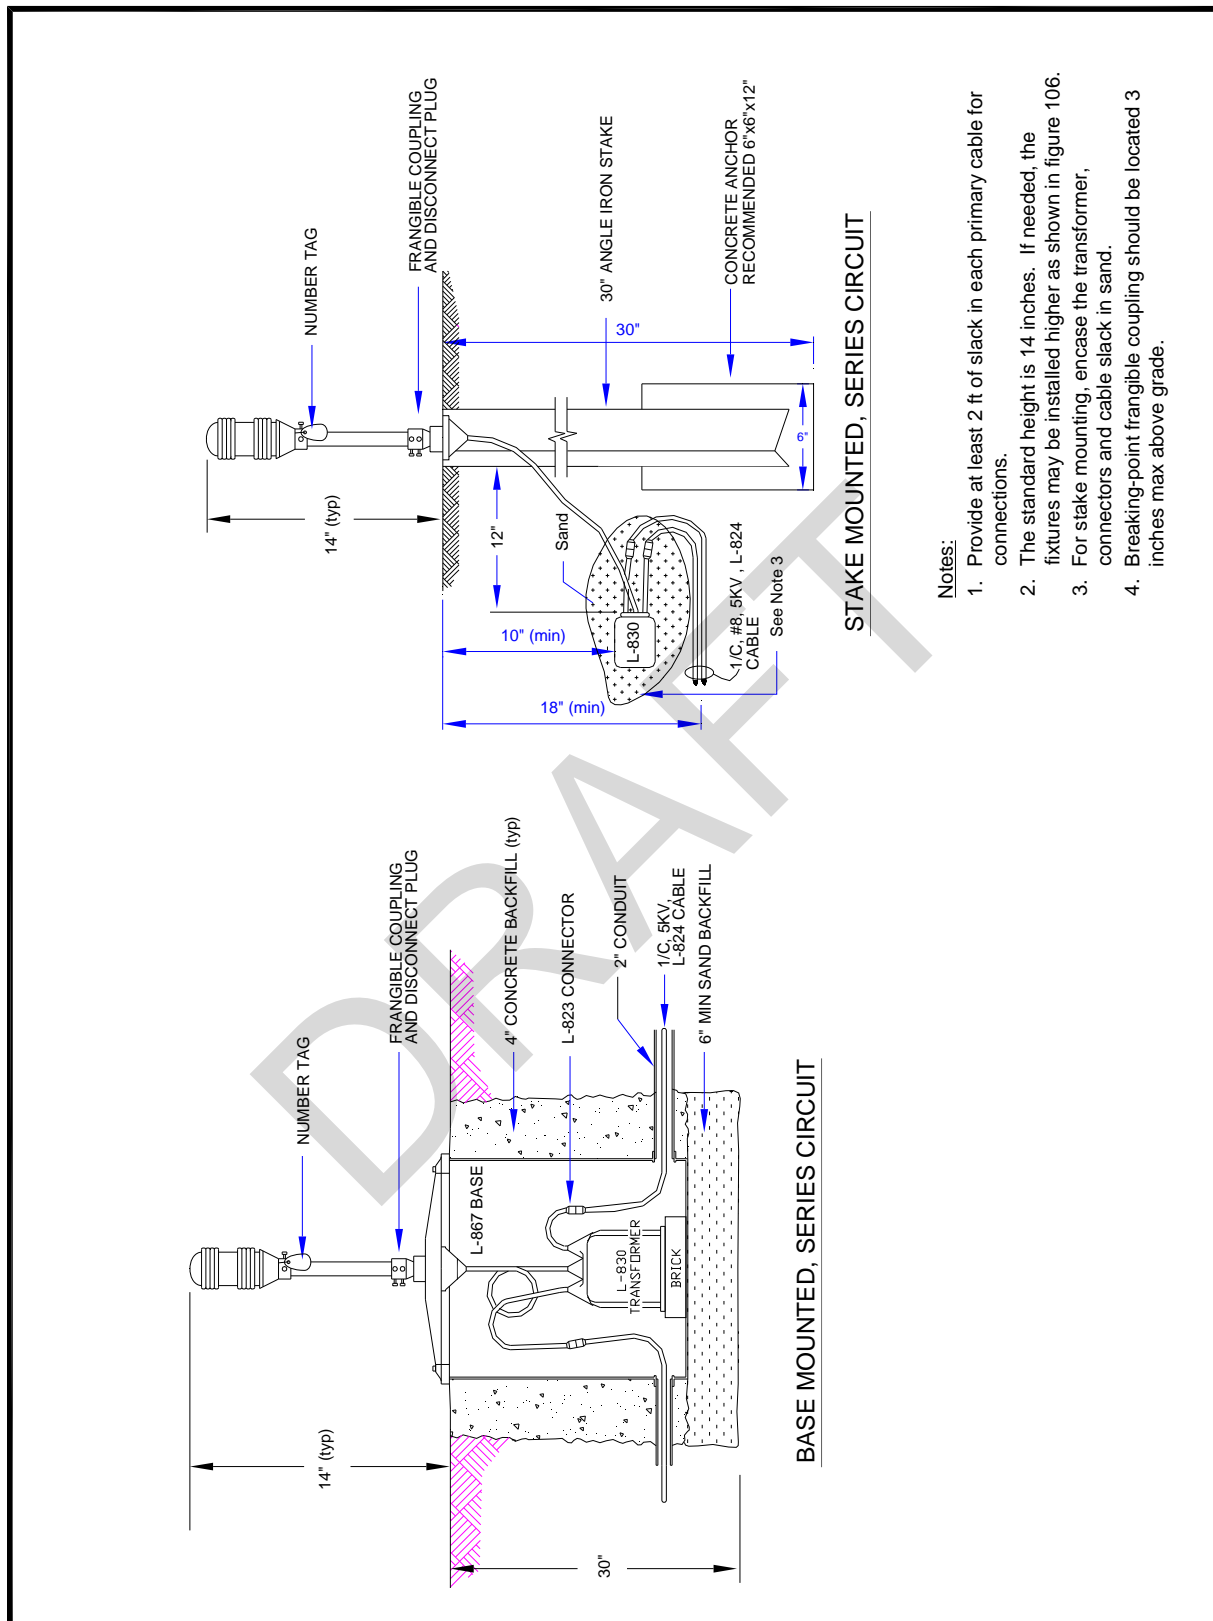 14" (typ)
NUMBER TAG
FRANGIBLE COUPLING
AND DISCONNECT PLUG
L-867 BASE
4" CONCRETE BACKFILL (typ)
L-823 CONNECTOR
2" CONDUIT
1/C, 5KV,
L-824 CABLE
6" MIN SAND BACKFILL
L-830
TRANSFORMER
BRICK
30"
BASE MOUNTED, SERIES CIRCUIT
14" (typ)
NUMBER TAG
FRANGIBLE COUPLING
AND DISCONNECT PLUG
30" ANGLE IRON STAKE
CONCRETE ANCHOR
RECOMMENDED 6"x6"x12"
30"
6"
12"
Sand
10" (min)
L-830
18" (min)
1/C, #8, 5KV , L-824
CABLE
See Note 3
STAKE MOUNTED, SERIES CIRCUIT
Notes:
1. Provide at least 2 ft of slack in each primary cable for
connections.
2. The standard height is 14 inches. If needed, the
fixtures may be installed higher as shown in figure 106.
3. For stake mounting, encase the transformer,
connectors and cable slack in sand.
4. Breaking-point frangible coupling should be located 3
inches max above grade.
DRAFT